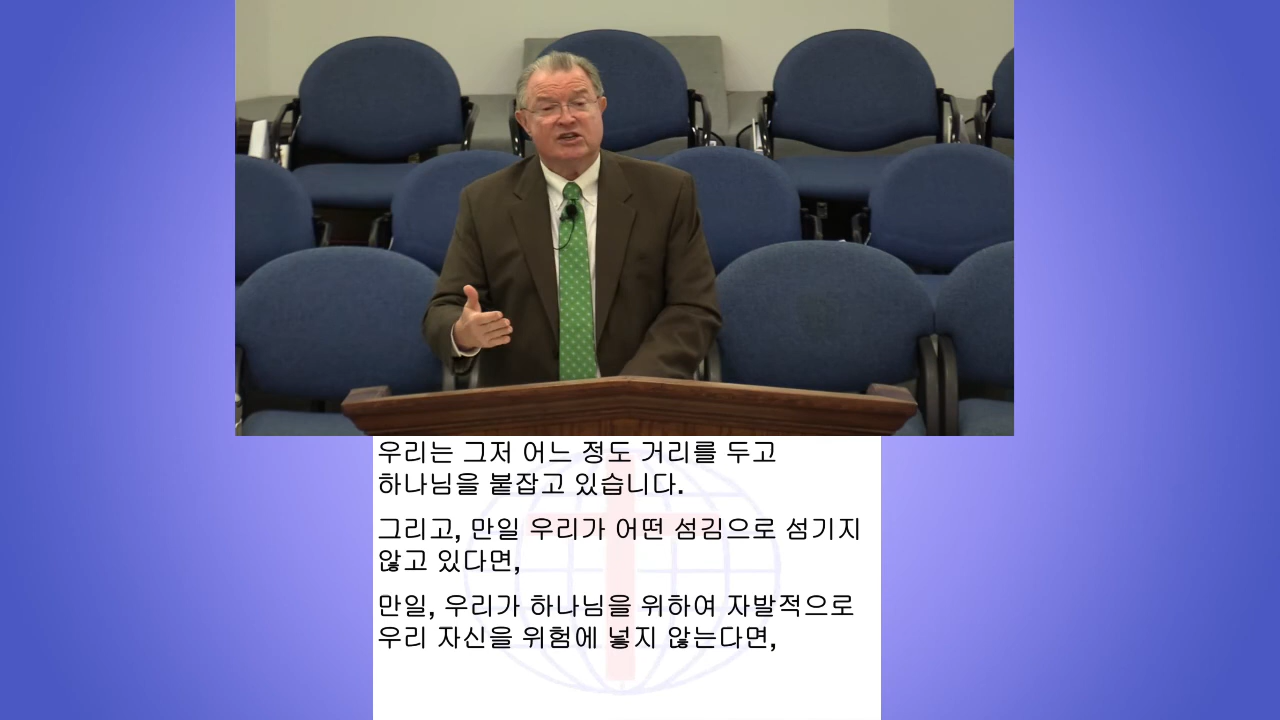 우리는 그저 어느 정도 거리를 두고
하나님을 붙잡고 있습니다.
그리고, 만일 우리가 어떤 섬김으로 섬기지
않고 있다면,
만일, 우리가 하나님을 위하여 자발적으로
우리 자신을 위험에 넣지 않는다면,